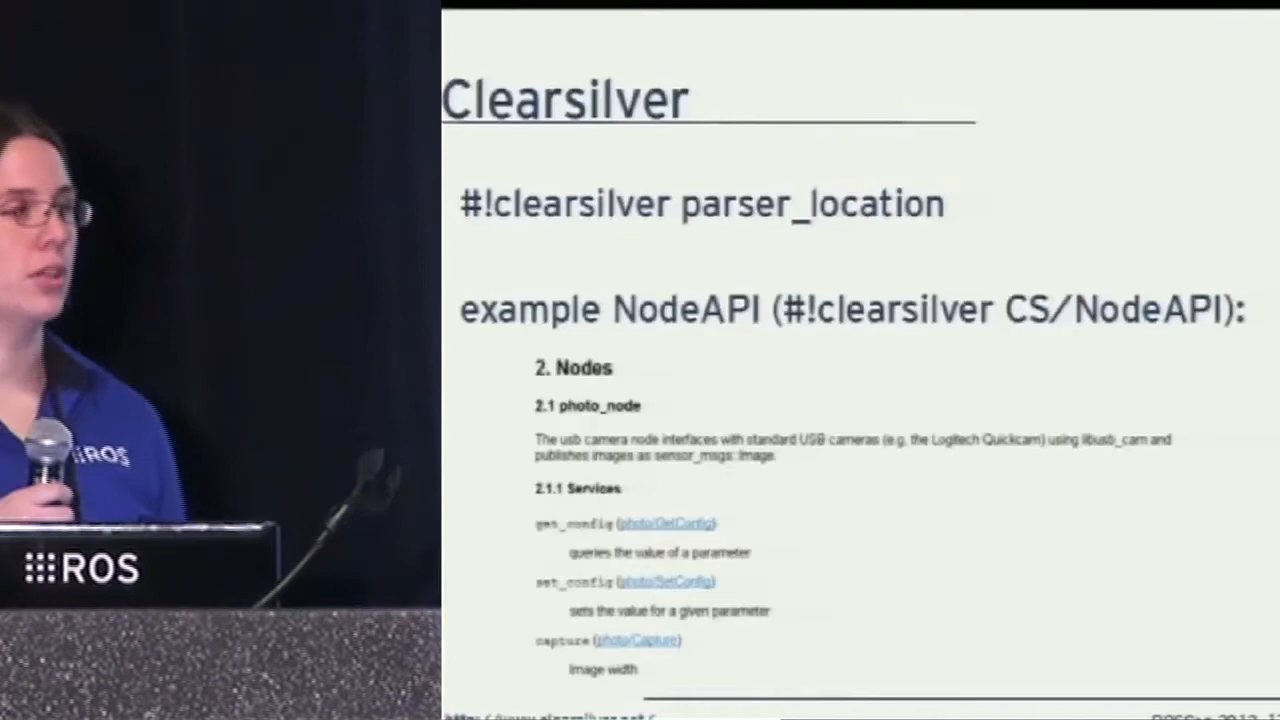 Clearsilver
#!clearsilver parser_location
example NodeAPI (#!clearsilver CS/NodeAPI):
2. Nodes
2.1 photo_node
The usb camera node interfaces with standard USB cameras (e.g. the Logitech Quickcam) using libusb_cam and
publishes images as sensor_msgs::Image.
2.1.1 Services
get_config (photo/GetConfig)
queries the value of a parameter
set_config (photo/SetConfig)
sets the value for a given parameter
capture (photo/Capture)
Image width
ROS
ROS